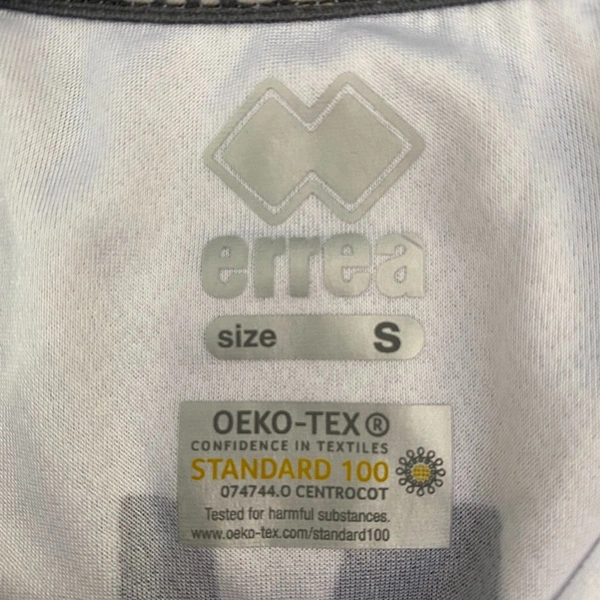 errea
size S
OEKO-TEX®
CONFIDENCE IN TEXTILES
STANDARD 100
074744.O CENTROCOT
Tested for harmful substances.
www.oeko-tex.com/standard100